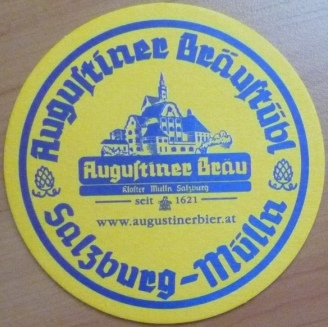 Auguſtiner Bräuſtübl
Auguſtiner Bräu
Kloſter Mülln Salzburg
seit 1621
www.augustinerbier.at
Salzburg-Mülln